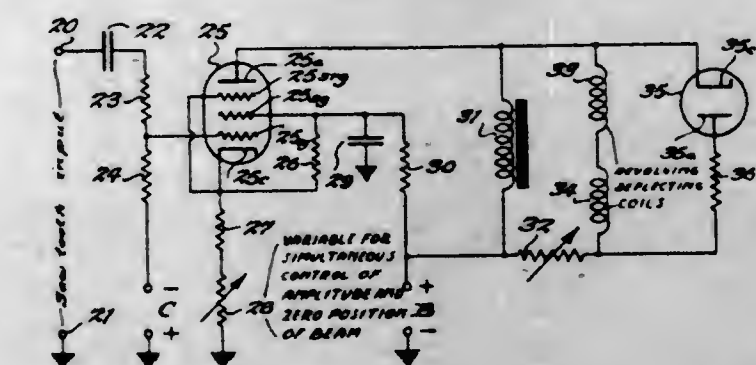 20
22
25
25a
25srg
25sg
25g
25c
23
24
26
29
30
31
33
34
35c
35
35a
36
32
27
28
21
Saw tooth input
REVOLVING
DEFLECTING
COILS
VARIABLE FOR
SIMULTANEOUS
CONTROL OF
AMPLITUDE AND
ZERO POSITION
OF BEAM
-
C
+
+
B
-